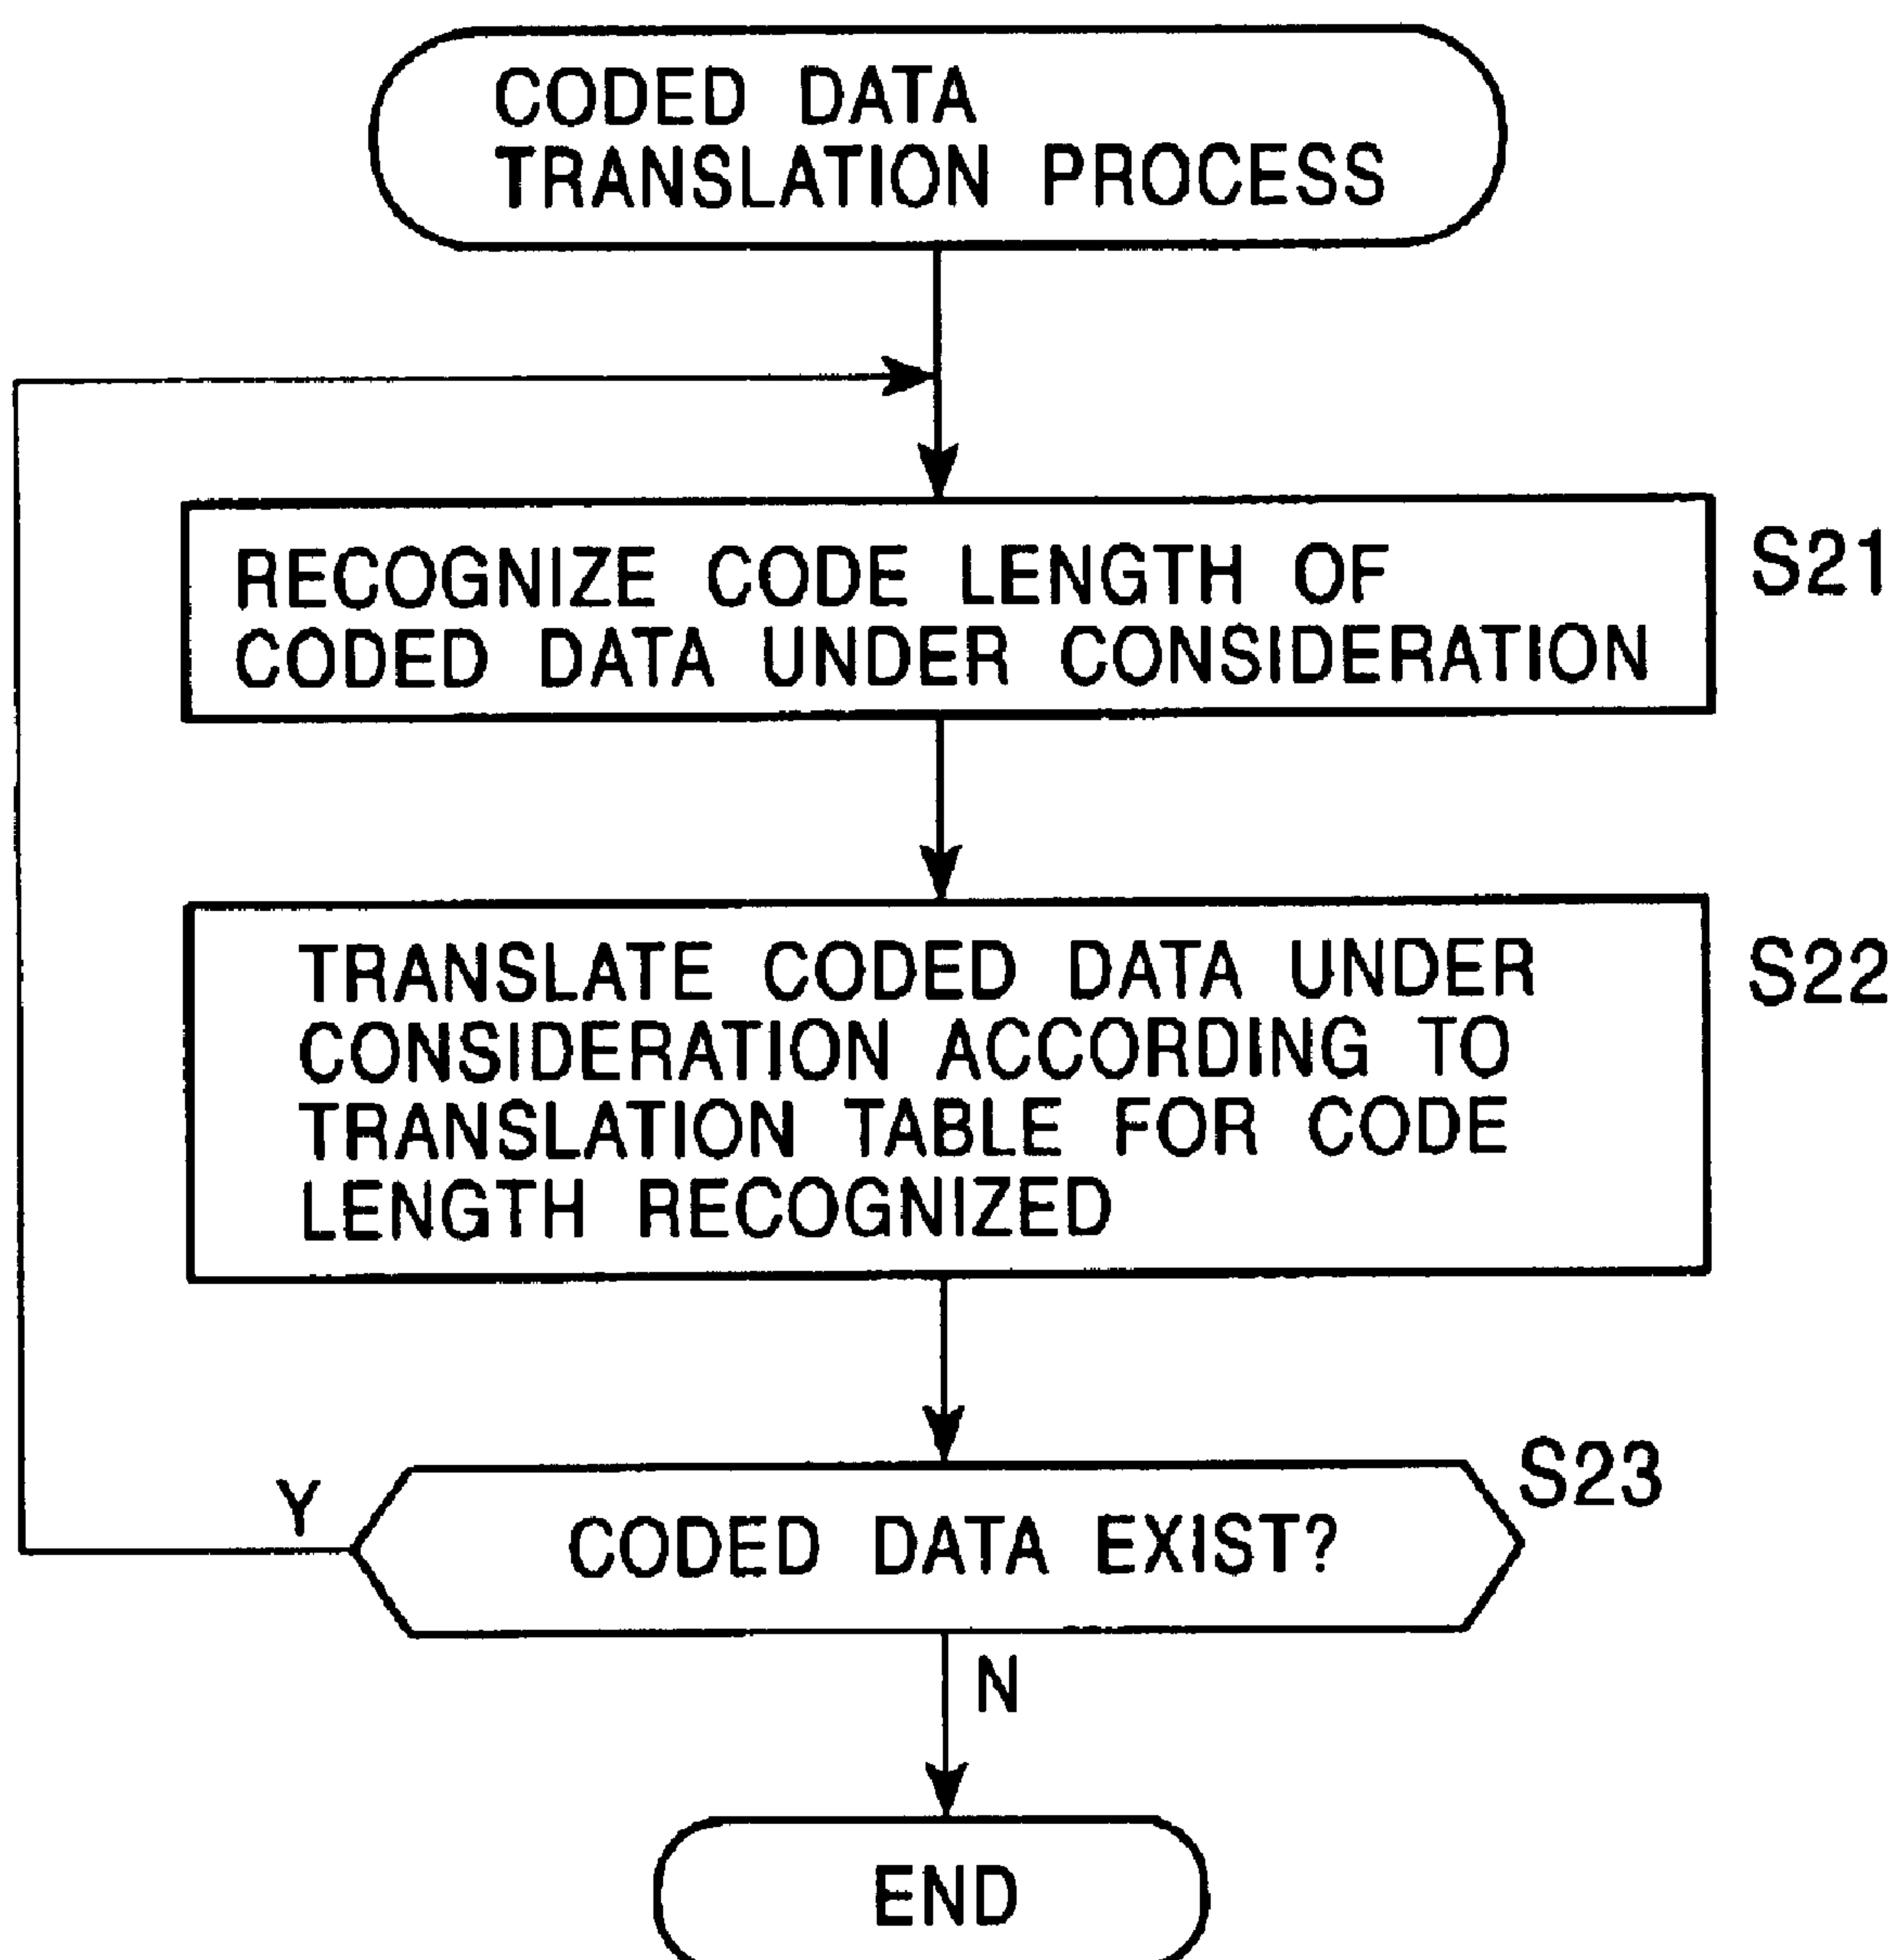 CODED DATA
TRANSLATION PROCESS
RECOGNIZE CODE LENGTH OF
CODED DATA UNDER CONSIDERATION
S21
TRANSLATE CODED DATA UNDER
CONSIDERATION ACCORDING TO
TRANSLATION TABLE FOR CODE
LENGTH RECOGNIZED
S22
S23
Y
CODED DATA EXIST?
N
END